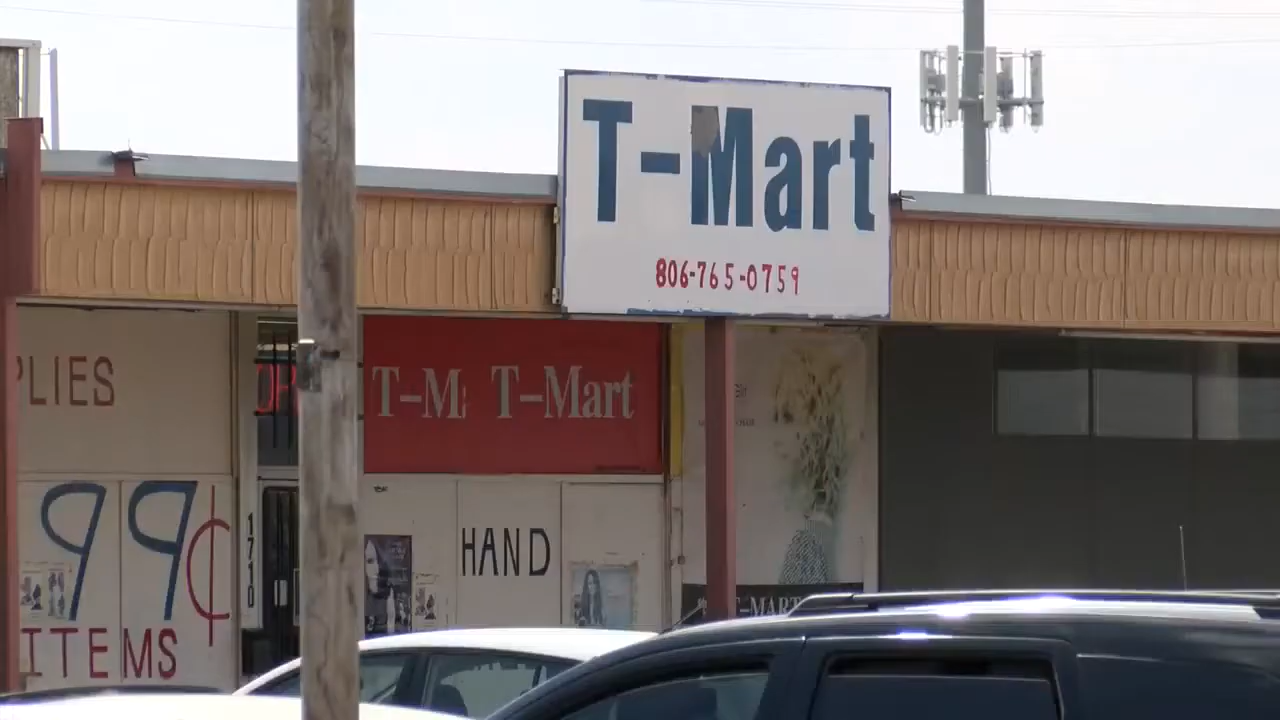 T-Mart
806-765-0759
PLIES
T-M
T-Mart
99¢
ITEMS
1710
HAND
T-MART